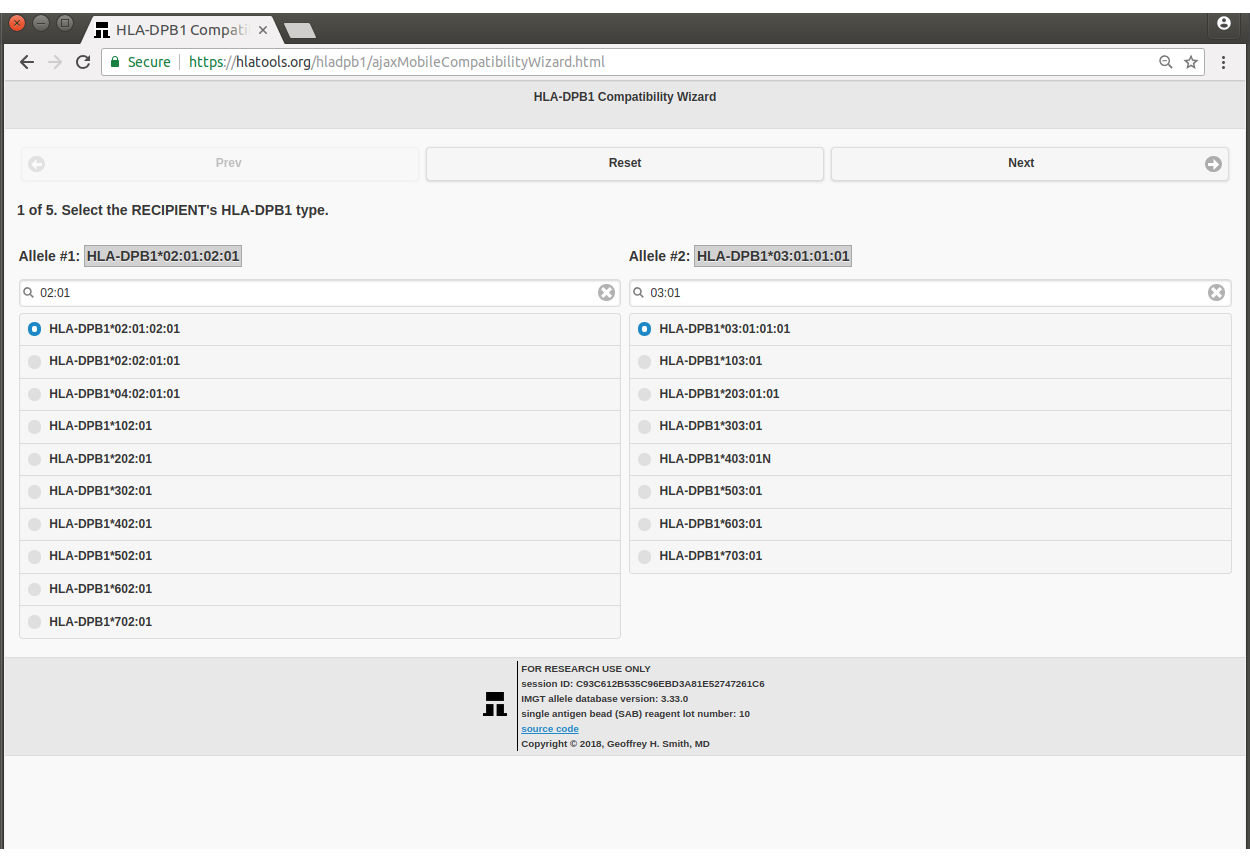 HLA-DPB1 Compati
Secure https://hlatools.org/hladpb1/ajaxMobileCompatibilityWizard.html
HLA-DPB1 Compatibility Wizard
Prev Reset Next
1 of 5. Select the RECIPIENT's HLA-DPB1 type.
Allele #1: HLA-DPB1*02:01:02:01
02:01
HLA-DPB1*02:01:02:01
HLA-DPB1*02:02:01:01
HLA-DPB1*04:02:01:01
HLA-DPB1*102:01
HLA-DPB1*202:01
HLA-DPB1*302:01
HLA-DPB1*402:01
HLA-DPB1*502:01
HLA-DPB1*602:01
HLA-DPB1*702:01
Allele #2: HLA-DPB1*03:01:01:01
03:01
HLA-DPB1*03:01:01:01
HLA-DPB1*103:01
HLA-DPB1*203:01:01
HLA-DPB1*303:01
HLA-DPB1*403:01N
HLA-DPB1*503:01
HLA-DPB1*603:01
HLA-DPB1*703:01
FOR RESEARCH USE ONLY
session ID: C93C612B535C96EBD3A81E52747261C6
IMGT allele database version: 3.33.0
single antigen bead (SAB) reagent lot number: 10
source code
Copyright © 2018, Geoffrey H. Smith, MD